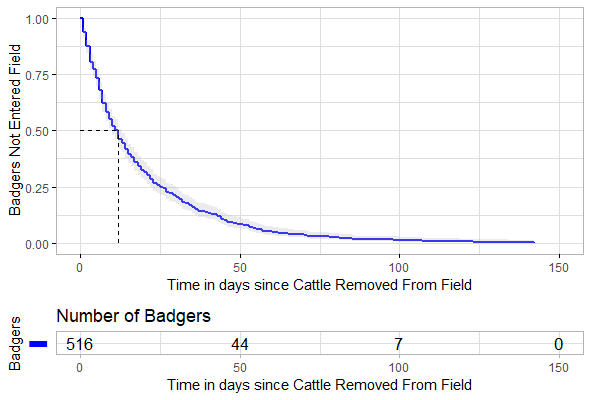 Badgers Not Entered Field
1.00
0.75
0.50
0.25
0.00
0 50 100 150
Time in days since Cattle Removed From Field
Number of Badgers
Badgers
516 44 7 0
0 50 100 150
Time in days since Cattle Removed From Field